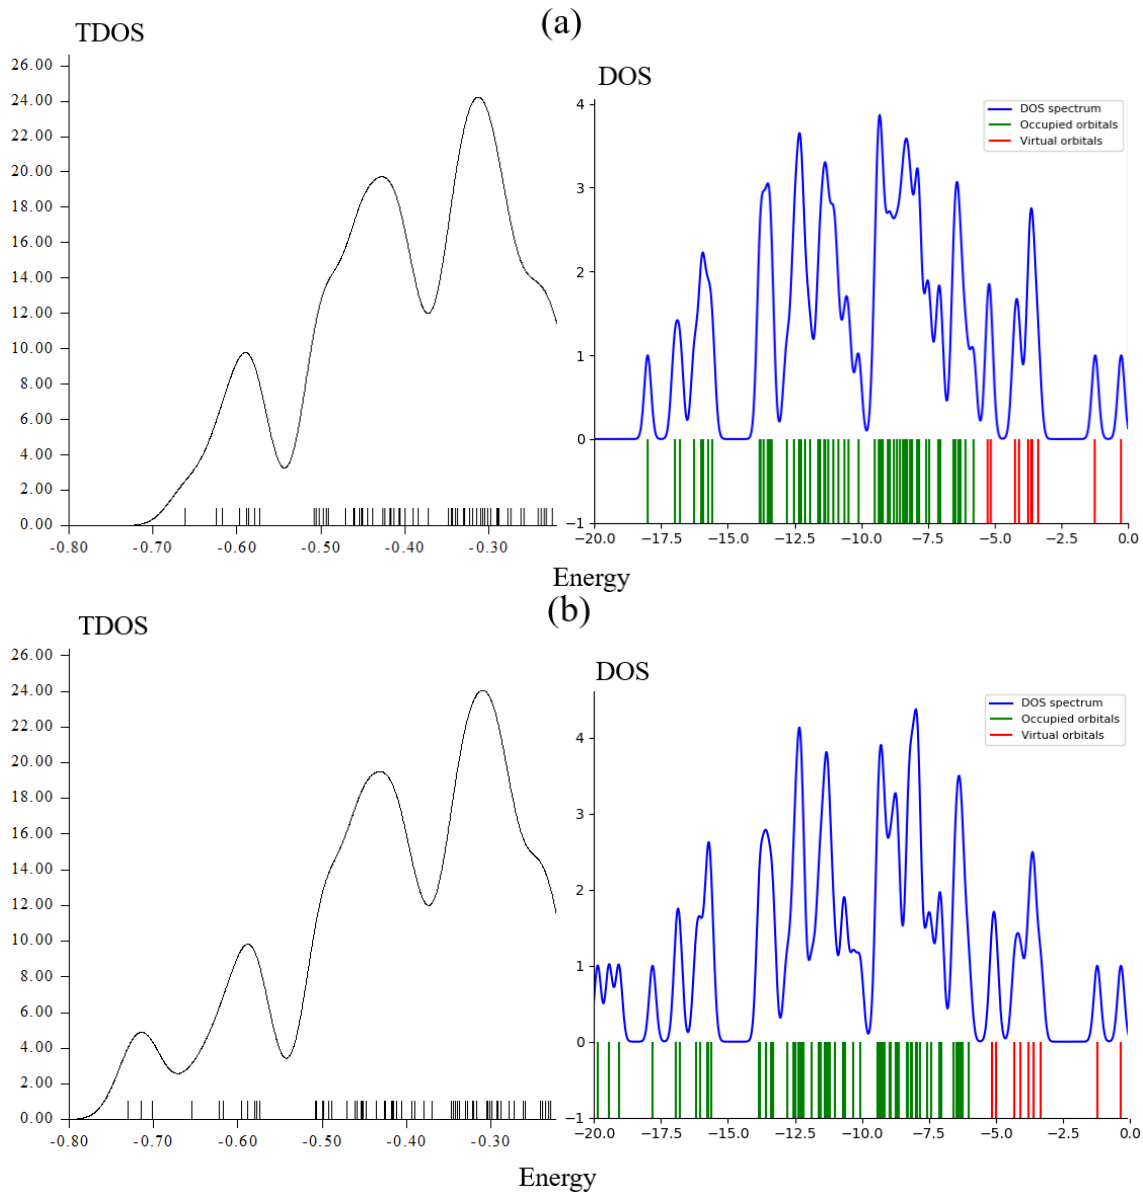 (a)
TDOS
26.00
24.00
22.00
20.00
18.00
16.00
14.00
12.00
10.00
8.00
6.00
4.00
2.00
0.00
-0.80 -0.70 -0.60 -0.50 -0.40 -0.30
DOS
4
3
2
1
0
−1
DOS spectrum
Occupied orbitals
Virtual orbitals
−20.0 −17.5 −15.0 −12.5 −10.0 −7.5 −5.0 −2.5 0.0
Energy
(b)
TDOS
26.00
24.00
22.00
20.00
18.00
16.00
14.00
12.00
10.00
8.00
6.00
4.00
2.00
0.00
-0.80 -0.70 -0.60 -0.50 -0.40 -0.30
DOS
4
3
2
1
0
−1
DOS spectrum
Occupied orbitals
Virtual orbitals
−20.0 −17.5 −15.0 −12.5 −10.0 −7.5 −5.0 −2.5 0.0
Energy